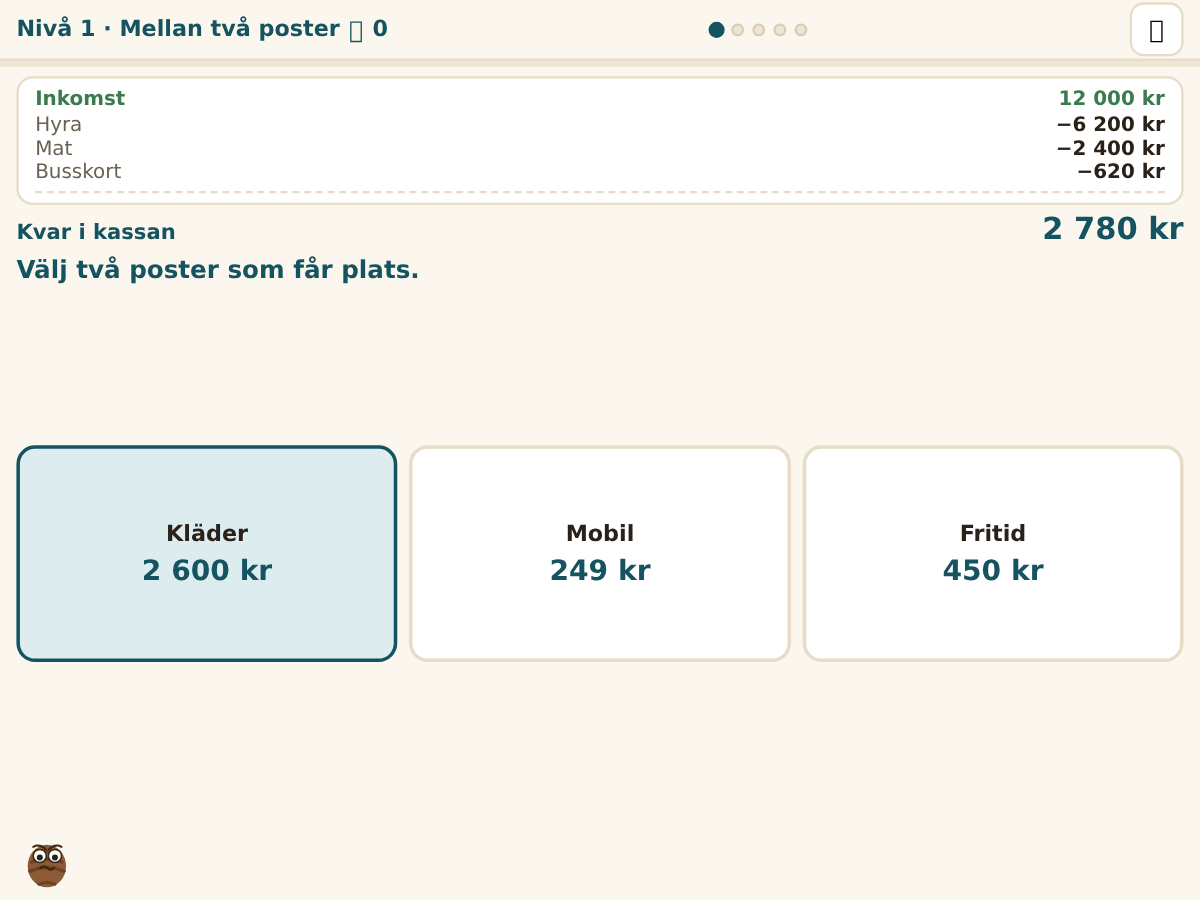 Nivå 1 · Mellan två poster 0
Inkomst 12 000 kr
Hyra −6 200 kr
Mat −2 400 kr
Busskort −620 kr
Kvar i kassan 2 780 kr
Välj två poster som får plats.
Kläder
2 600 kr
Mobil
249 kr
Fritid
450 kr